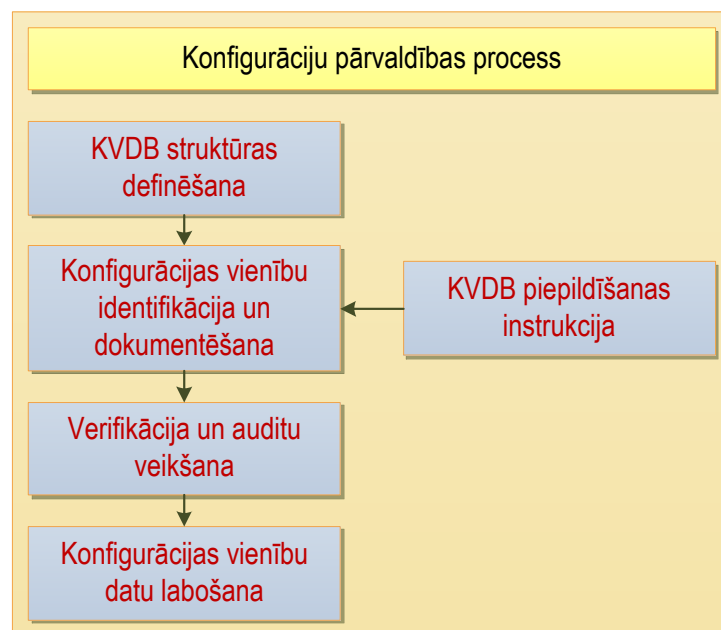 Konfigurāciju pārvaldības process
KVDB struktūras
definēšana
Konfigurācijas vienību
identifikācija un
dokumentēšana
KVDB piepildīšanas
instrukcija
Verifikācija un auditu
veikšana
Konfigurācijas vienību
datu labošana